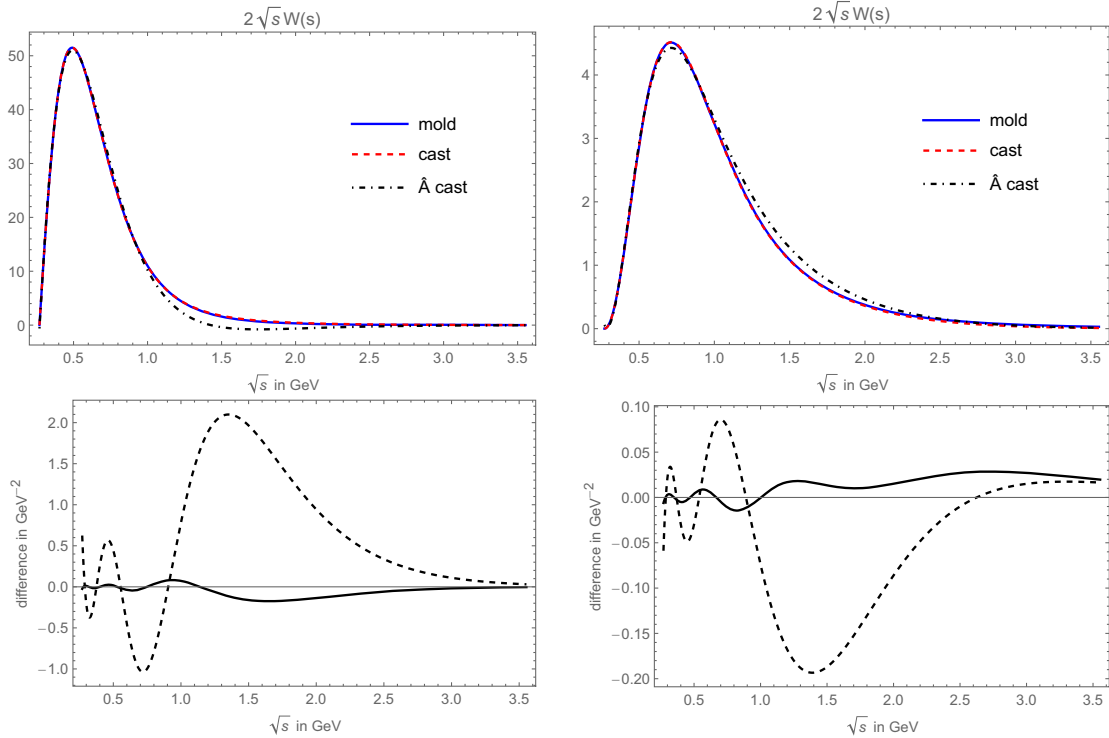 2√s W(s)
50
40
30
20
10
0
mold
cast
Â cast
0.5 1.0 1.5 2.0 2.5 3.0 3.5
√s in GeV
2√s W(s)
4
3
2
1
0
mold
cast
Â cast
0.5 1.0 1.5 2.0 2.5 3.0 3.5
√s in GeV
difference in GeV⁻²
2.0
1.5
1.0
0.5
0.0
−0.5
−1.0
0.5 1.0 1.5 2.0 2.5 3.0 3.5
√s in GeV
difference in GeV⁻²
0.10
0.05
0.00
−0.05
−0.10
−0.15
−0.20
0.5 1.0 1.5 2.0 2.5 3.0 3.5
√s in GeV